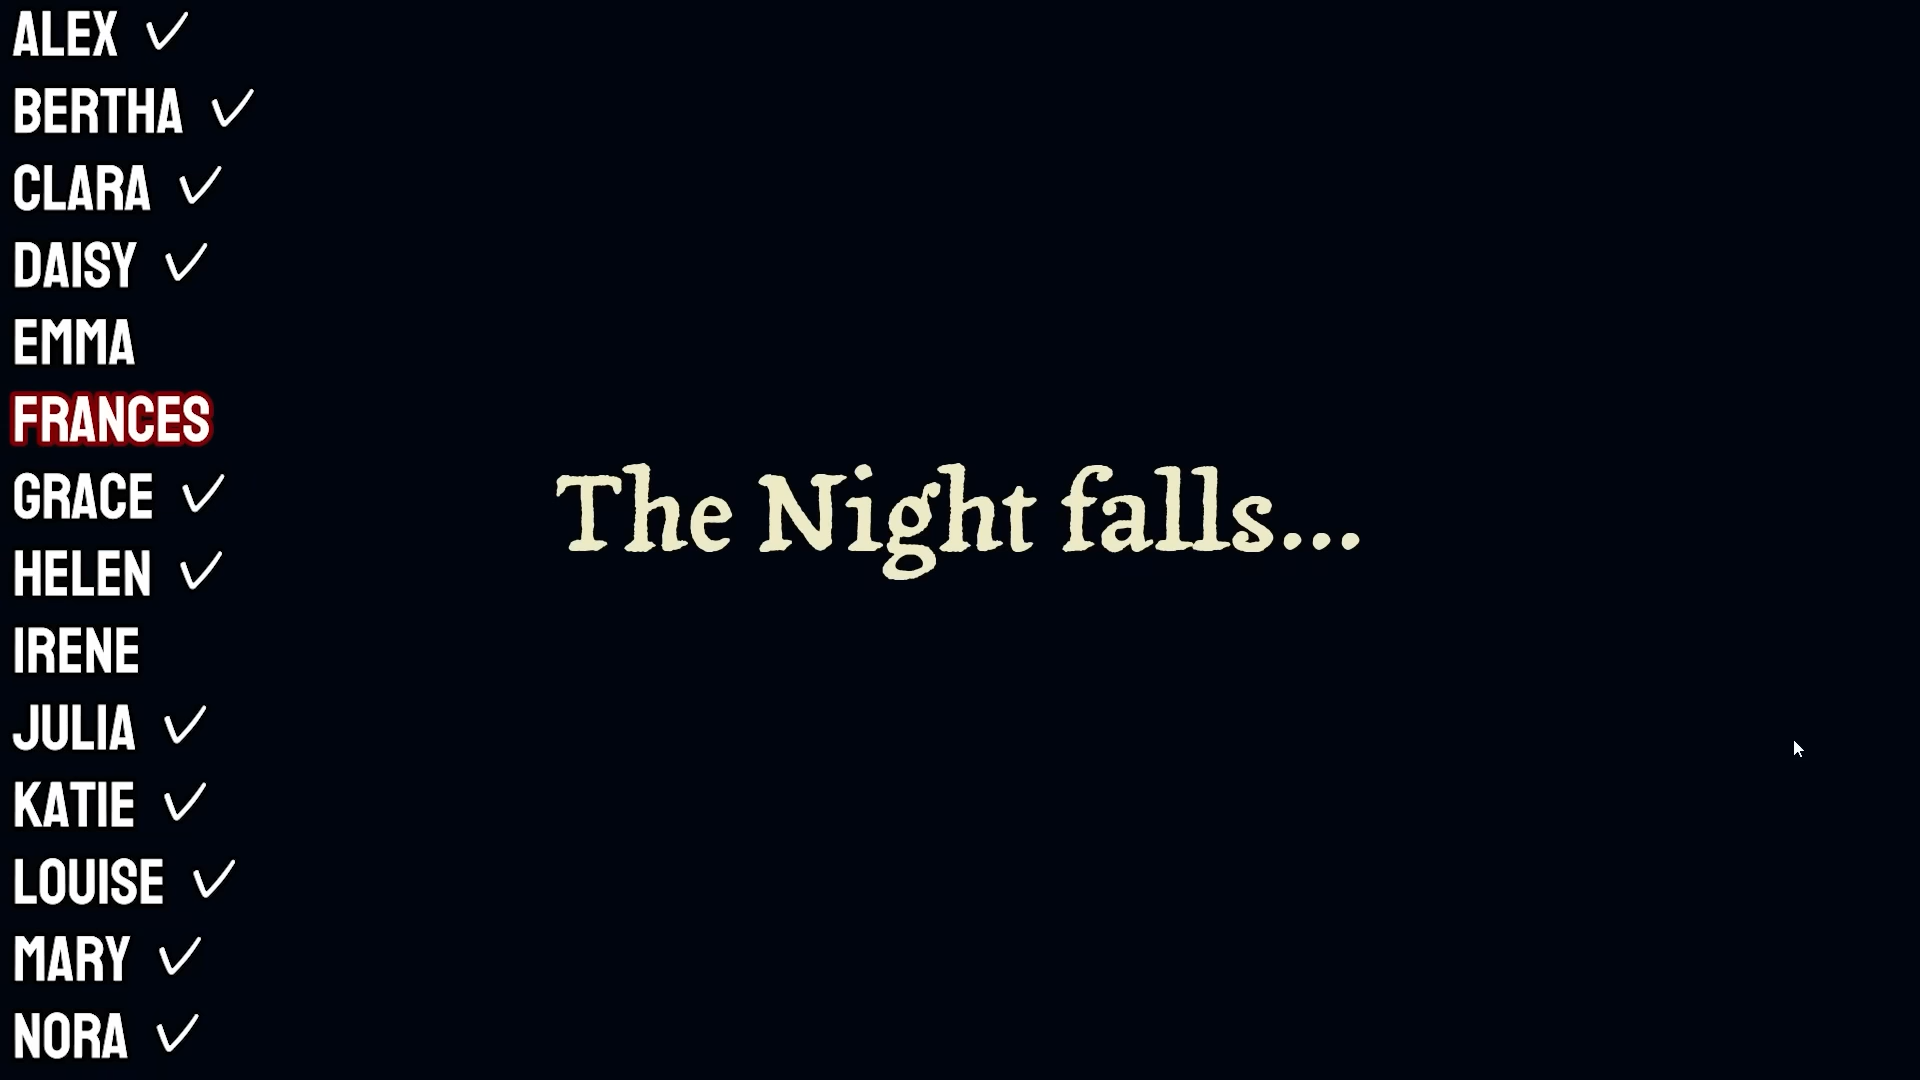 ALEX ✓
BERTHA ✓
CLARA ✓
DAISY ✓
EMMA
FRANCES
GRACE ✓
HELEN ✓
IRENE
JULIA ✓
KATIE ✓
LOUISE ✓
MARY ✓
NORA ✓
The Night falls...